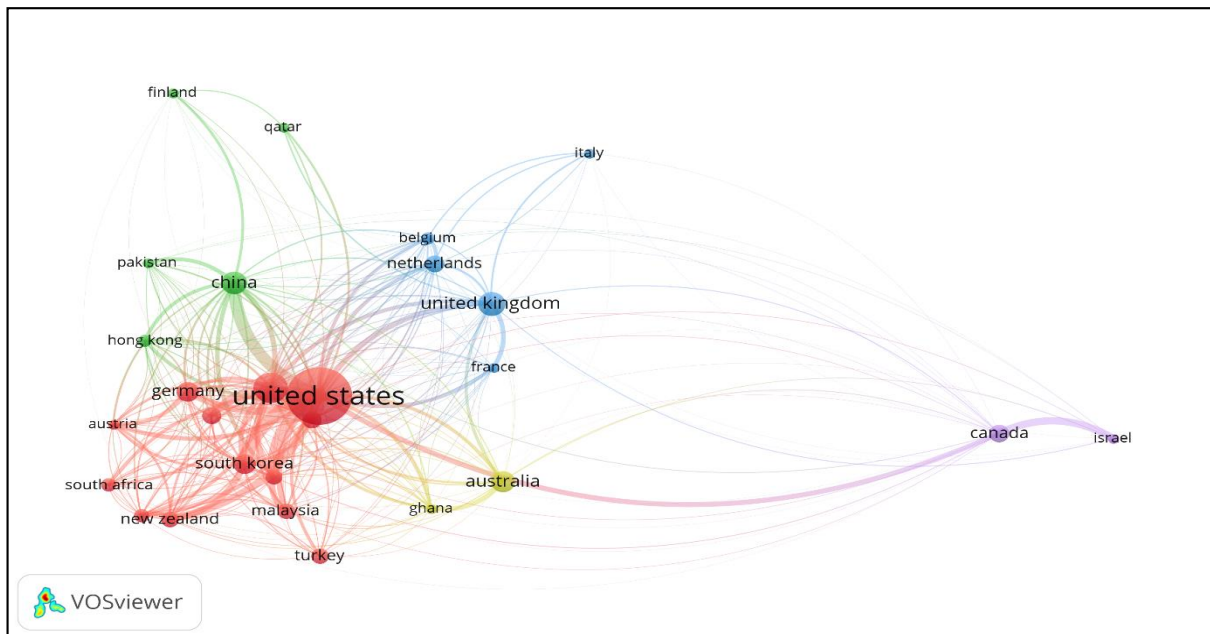 finland
qatar
italy
belgium
pakistan
netherlands
china
united kingdom
hong kong
france
germany
united states
austria
canada
israel
south korea
south africa
australia
malaysia
ghana
new zealand
turkey
VOSviewer